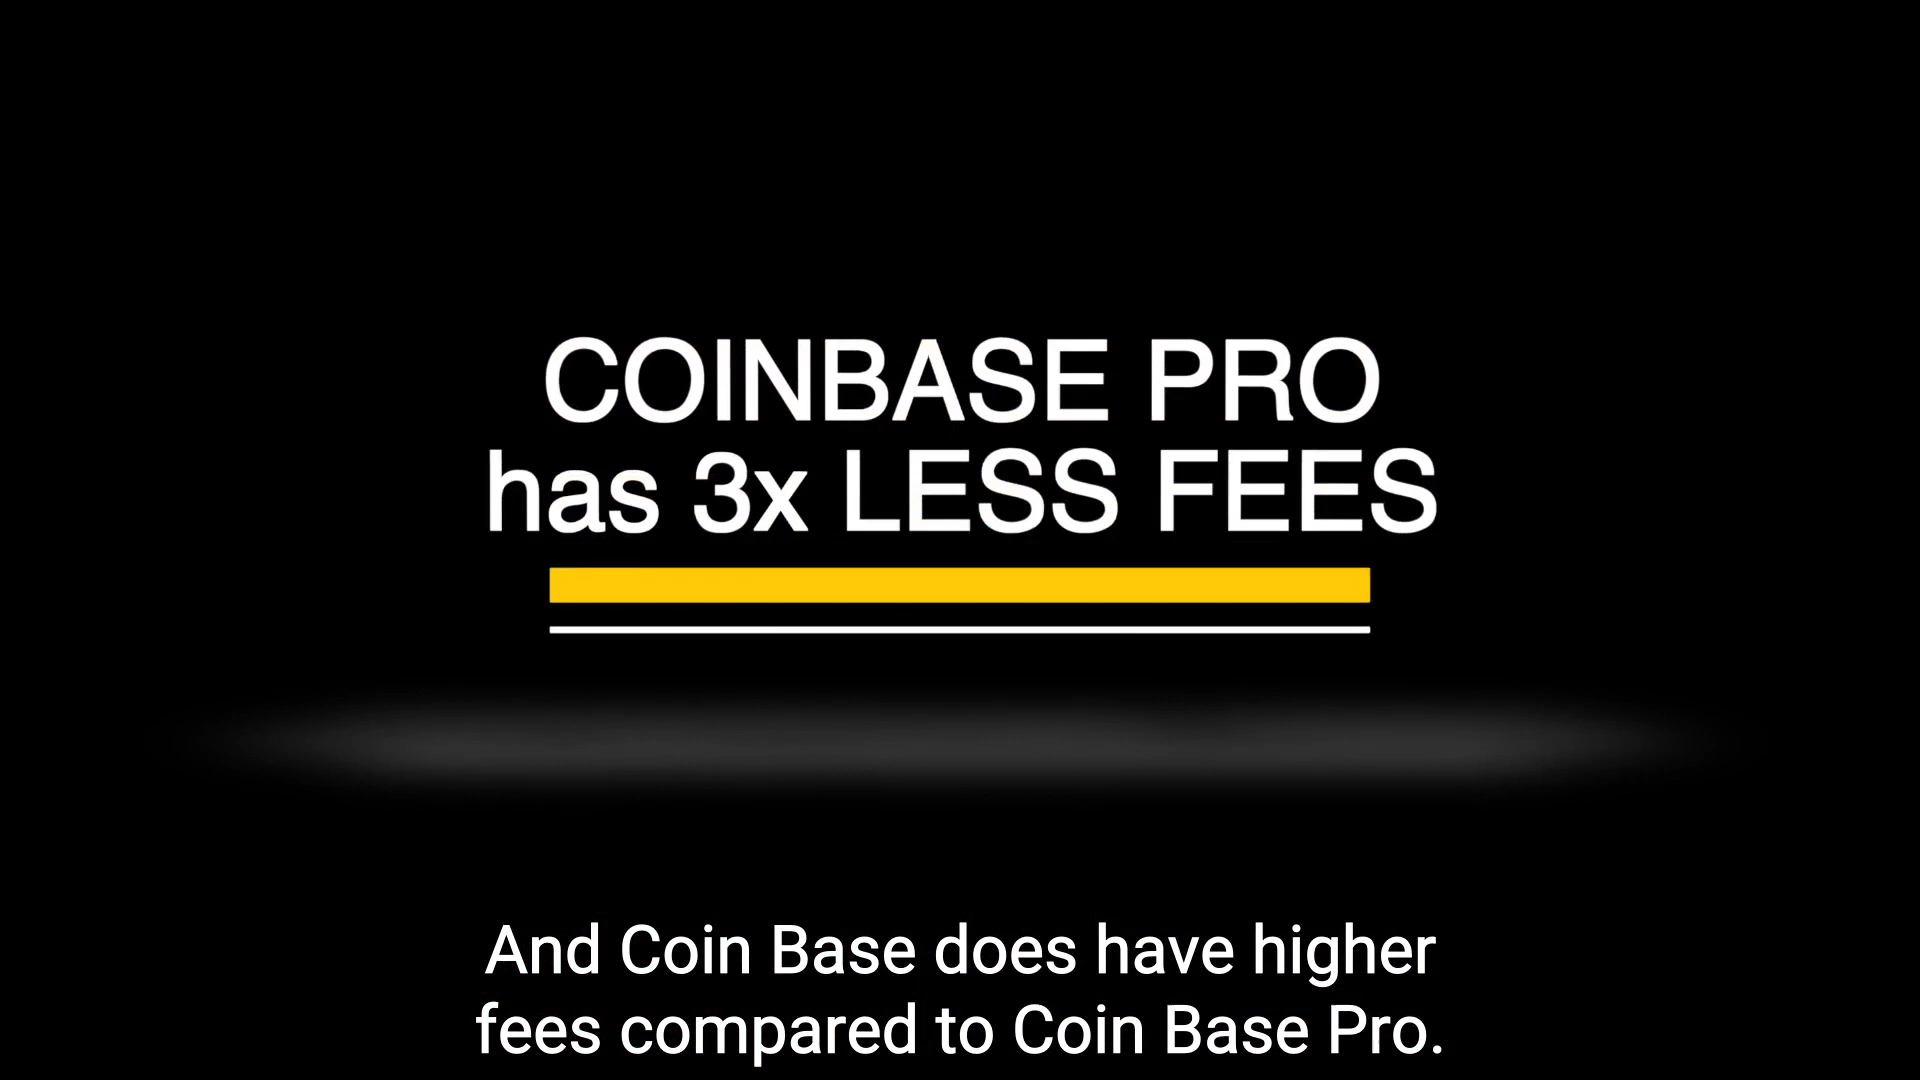 COINBASE PRO
has 3x LESS FEES
And Coin Base does have higher
fees compared to Coin Base Pro.